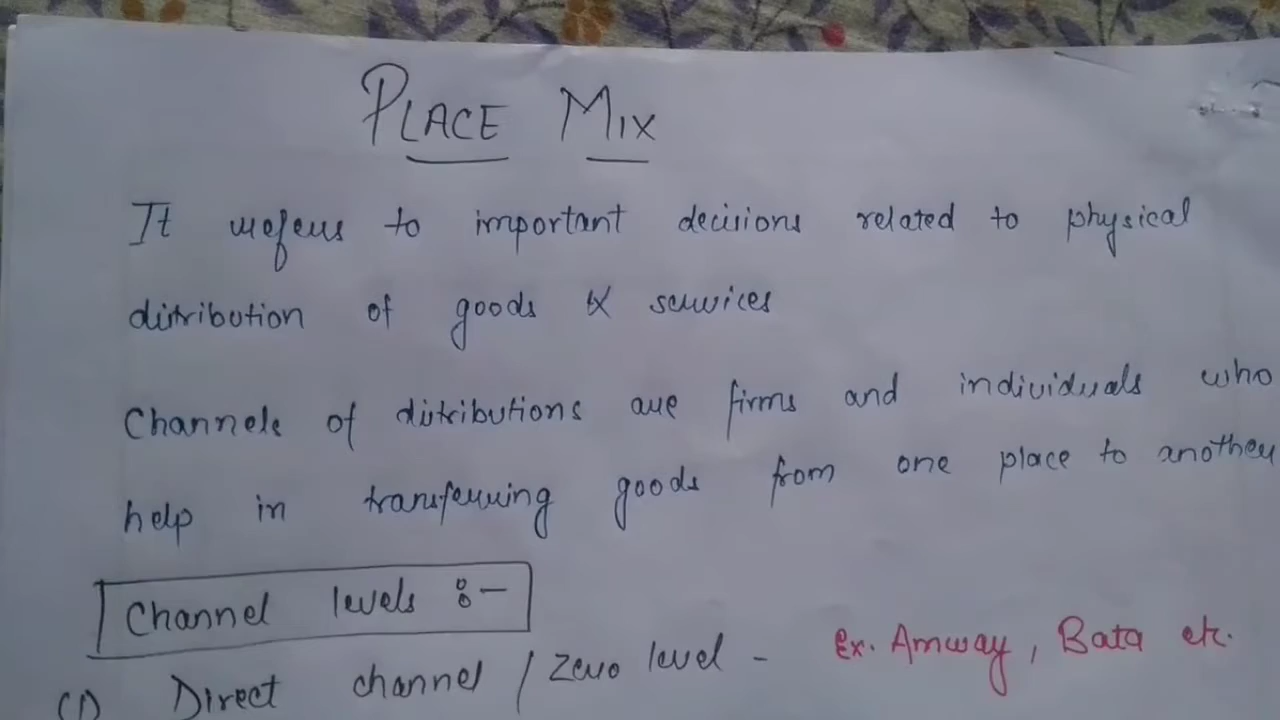 PLACE MIX
It refers to important decisions related to physical
distribution of goods & services
Channels of distributions are firms and individuals who
help in transferring goods from one place to another
Channel levels :-
(1) Direct channel / Zero level - Ex. Amway, Bata etc.